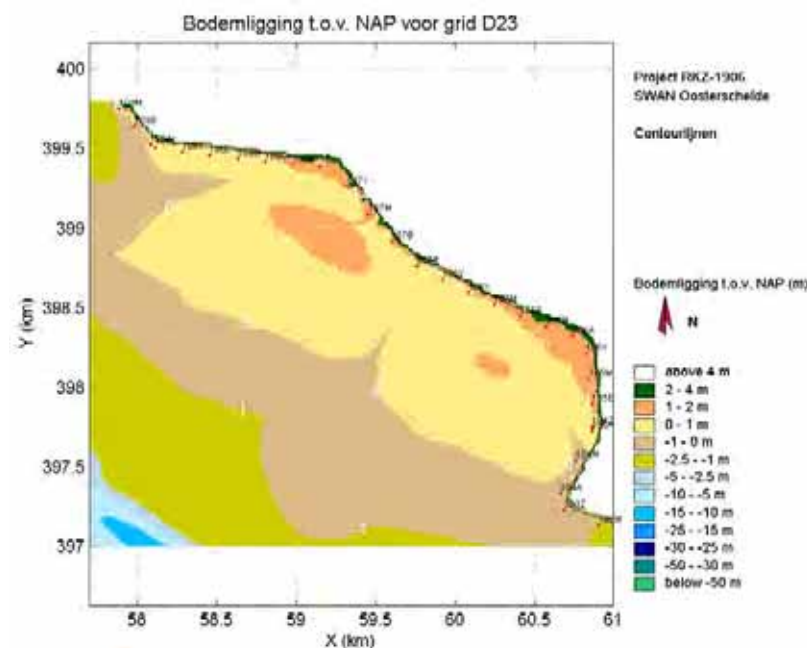 Bodemligging t.o.v. NAP voor grid D23
Project RKZ-1906
SWAN Oosterschelde
Contourlijnen
Bodemligging t.o.v. NAP (m)
N
above 4 m
2 - 4 m
1 - 2 m
0 - 1 m
-1 - 0 m
-2.5 - -1 m
-5 - -2.5 m
-10 - -5 m
-15 - -10 m
-25 - -15 m
-30 - -25 m
-50 - -30 m
below -50 m
Y (km)
400
399.5
399
398.5
398
397.5
397
58
58.5
59
59.5
60
60.5
61
X (km)